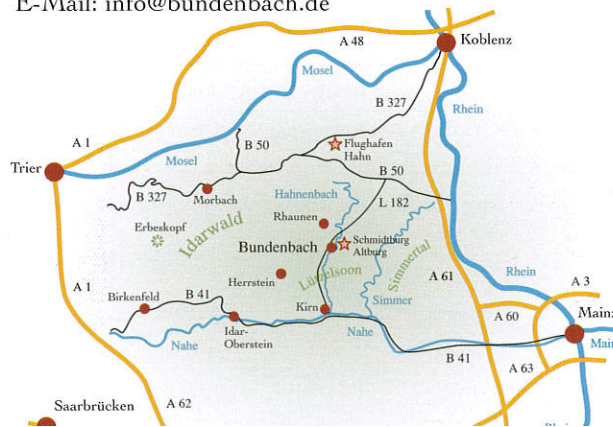 E-Mail: info@bundenbach.de
Koblenz
A 48
Mosel
B 327
Rhein
A 1
B 50
Flughafen
Hahn
Trier
Mosel
B 50
B 327
Morbach
Hahnenbach
L 182
Erbeskopf
Idarwald
Rhaunen
Bundenbach
Schmidtburg
Altburg
Simmertal
Herrstein
Lützelsoon
A 61
Rhein
A 3
A 1
Birkenfeld
B 41
Kirn
Simmer
A 60
Mainz
Idar-
Oberstein
Nahe
Nahe
B 41
Main
A 63
Saarbrücken
A 62